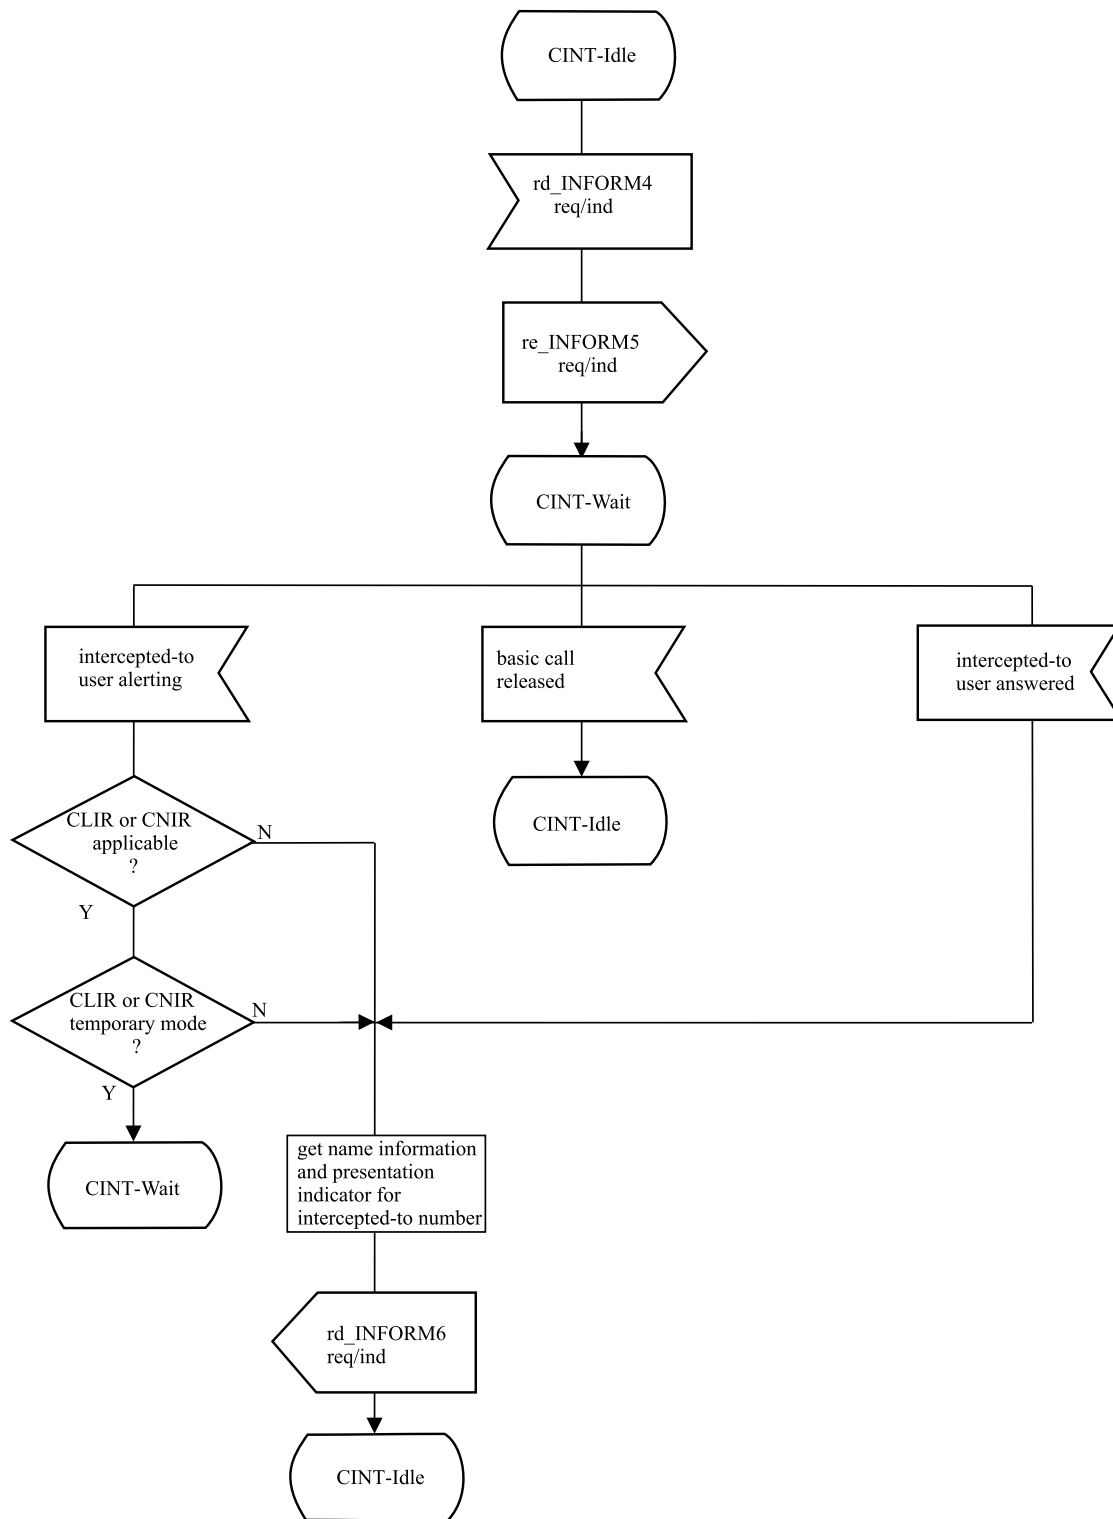 CINT-Idle
rd_INFORM4
req/ind
re_INFORM5
req/ind
CINT-Wait
intercepted-to
user alerting
basic call
released
intercepted-to
user answered
CLIR or CNIR
applicable
?
N
Y
CINT-Idle
CLIR or CNIR
temporary mode
?
N
Y
CINT-Wait
get name information
and presentation
indicator for
intercepted-to number
rd_INFORM6
req/ind
CINT-Idle